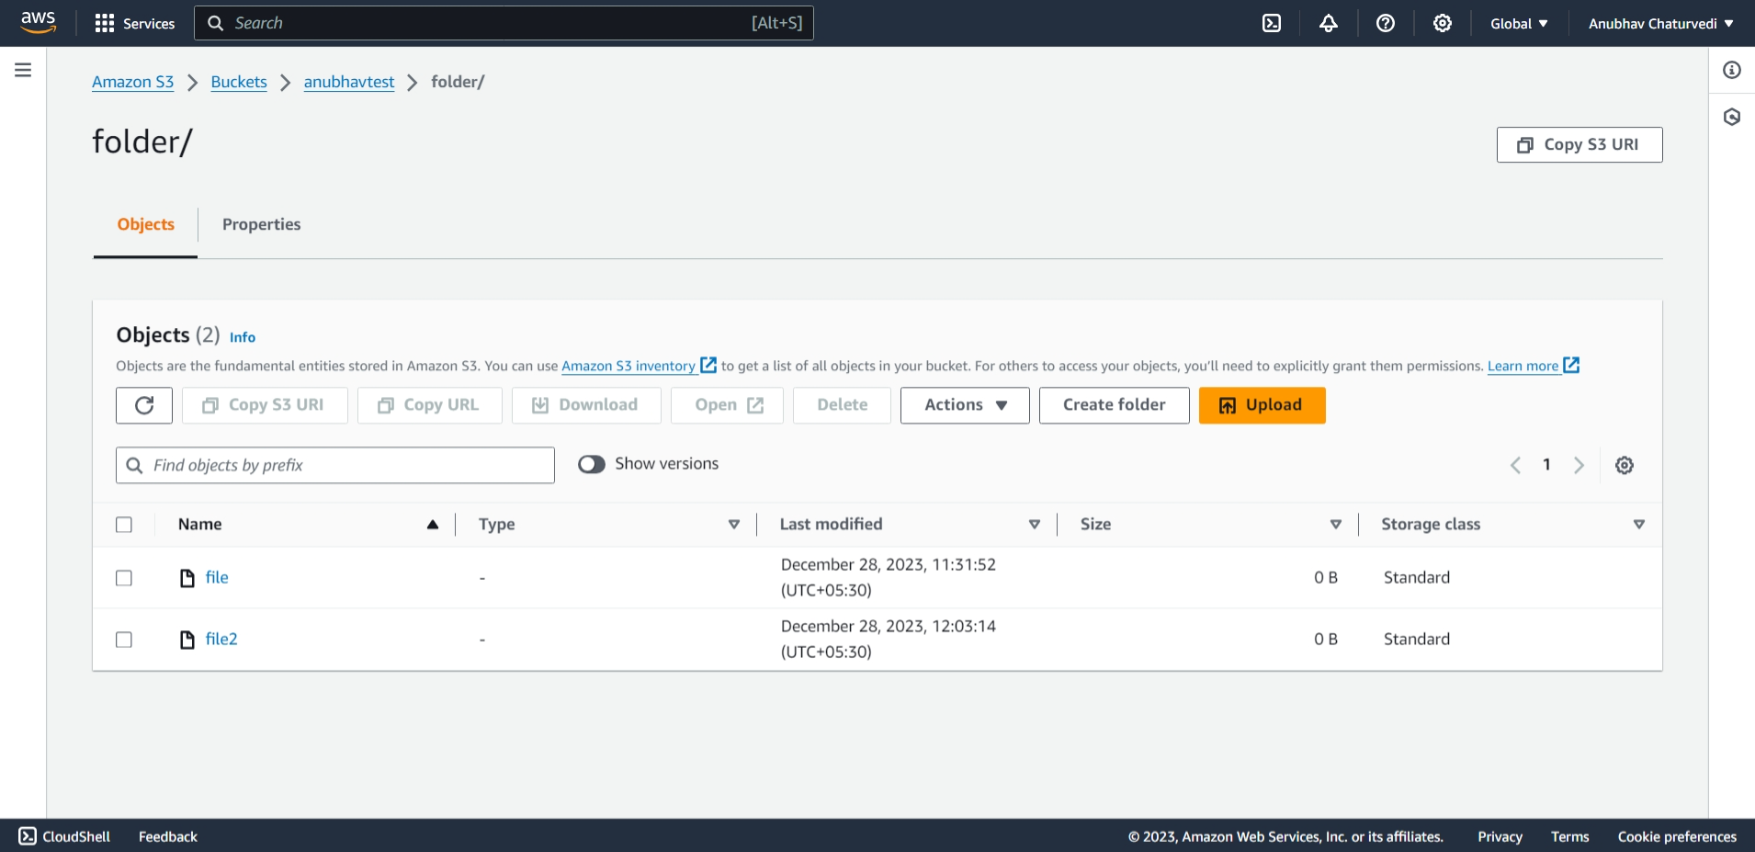 aws Services Search [Alt+S] Global Anubhav Chaturvedi
Amazon S3 Buckets anubhavtest folder/
folder/
Copy S3 URI
Objects Properties
Objects (2) Info
Objects are the fundamental entities stored in Amazon S3. You can use Amazon S3 inventory to get a list of all objects in your bucket. For others to access your objects, you'll need to explicitly grant them permissions. Learn more
Copy S3 URI Copy URL Download Open Delete Actions Create folder Upload
Find objects by prefix Show versions 1
Name Type Last modified Size Storage class
file - December 28, 2023, 11:31:52 0 B Standard
(UTC+05:30)
file2 - December 28, 2023, 12:03:14 0 B Standard
(UTC+05:30)
CloudShell Feedback © 2023, Amazon Web Services, Inc. or its affiliates. Privacy Terms Cookie preferences